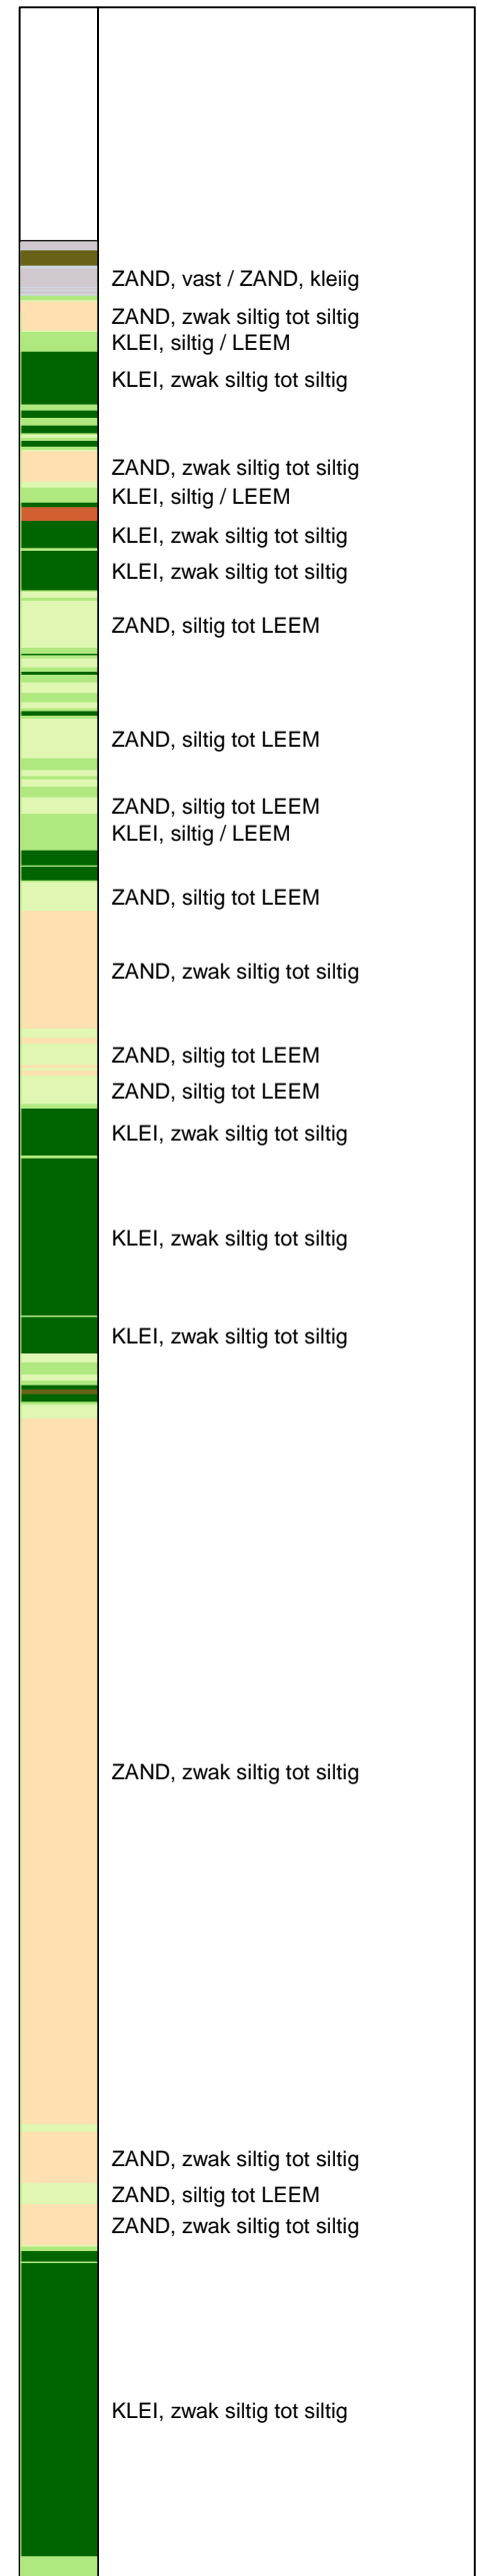 ZAND, vast / ZAND, kleiig
ZAND, zwak siltig tot siltig
KLEI, siltig / LEEM
KLEI, zwak siltig tot siltig
ZAND, zwak siltig tot siltig
KLEI, siltig / LEEM
KLEI, zwak siltig tot siltig
KLEI, zwak siltig tot siltig
ZAND, siltig tot LEEM
ZAND, siltig tot LEEM
ZAND, siltig tot LEEM
KLEI, siltig / LEEM
ZAND, siltig tot LEEM
ZAND, zwak siltig tot siltig
ZAND, siltig tot LEEM
ZAND, siltig tot LEEM
KLEI, zwak siltig tot siltig
KLEI, zwak siltig tot siltig
KLEI, zwak siltig tot siltig
ZAND, zwak siltig tot siltig
ZAND, zwak siltig tot siltig
ZAND, siltig tot LEEM
ZAND, zwak siltig tot siltig
KLEI, zwak siltig tot siltig